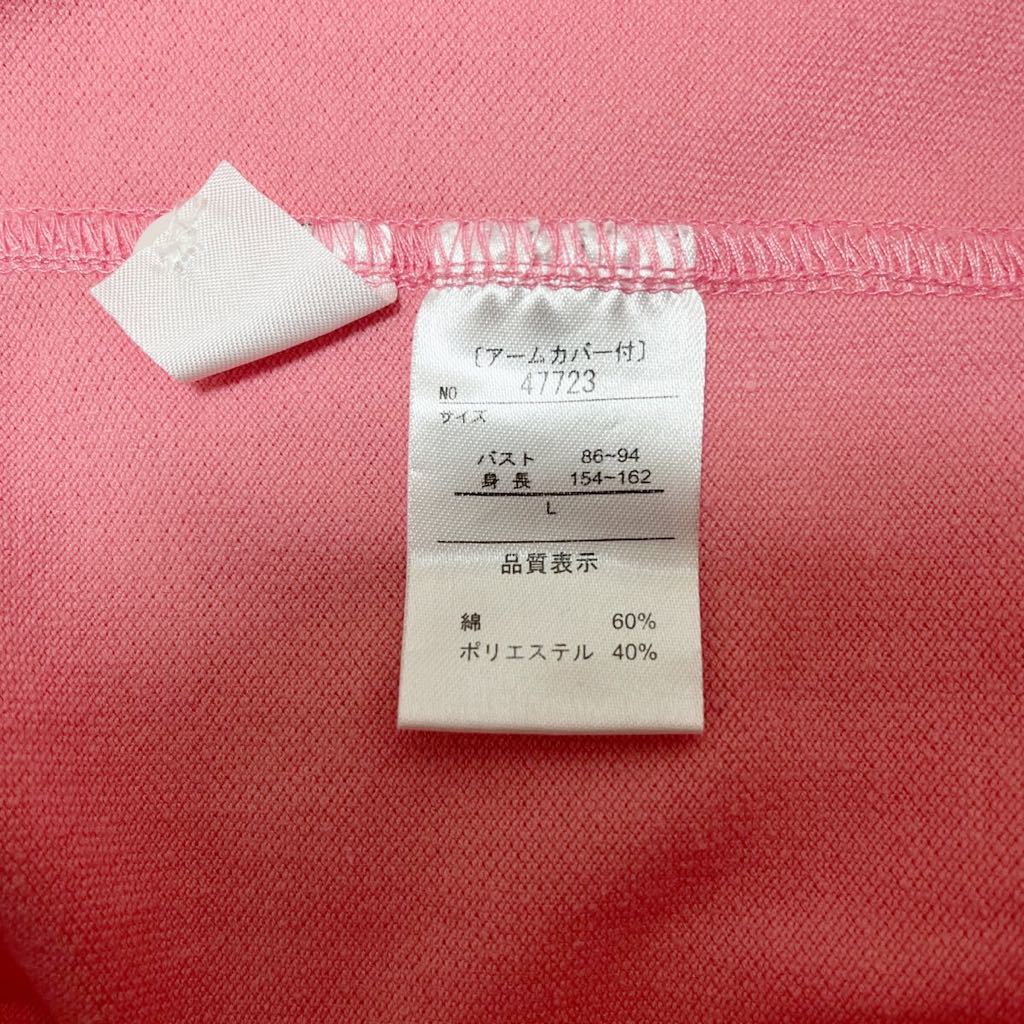 〔アームカバー付〕
NO 47723
サイズ
バスト 86~94
身長 154~162
L
品質表示
綿 60%
ポリエステル 40%